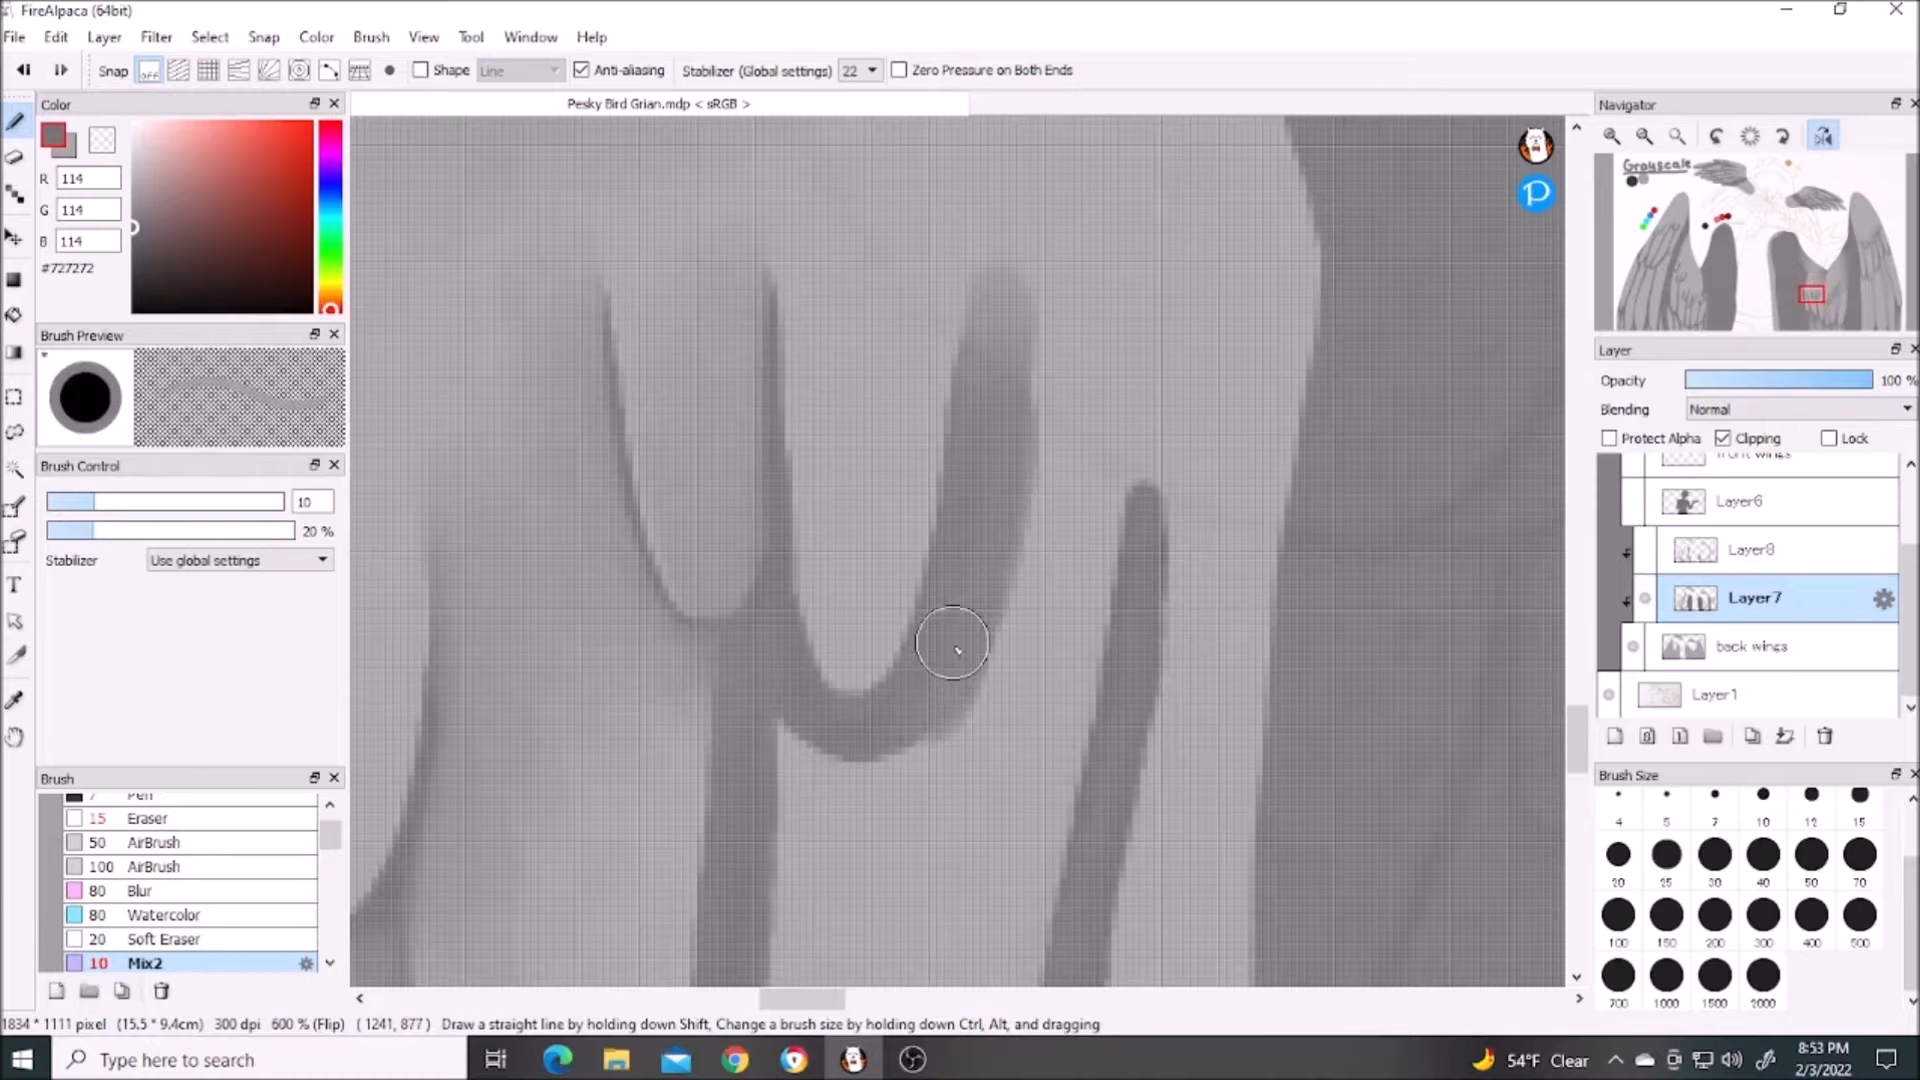 FireAlpaca (64bit)
File Edit Layer Filter Select Snap Color Brush View Tool Window Help
Snap OFF Shape Line Anti-aliasing Stabilizer (Global settings) 22 Zero Pressure on Both Ends
Color
Pesky Bird Grian.mdp < sRGB >
Navigator
R 114
G 114
B 114
#727272
Grayscale
Brush Preview
Layer
Opacity 100 %
Blending Normal
Protect Alpha Clipping Lock
front wings
Brush Control
10
20 %
Stabilizer Use global settings
Layer6
Layer8
Layer7
back wings
Layer1
Brush
7 Pen
15 Eraser
50 AirBrush
100 AirBrush
80 Blur
80 Watercolor
20 Soft Eraser
10 Mix2
Brush Size
4 5 7 10 12 15
20 25 30 40 50 70
100 150 200 300 400 500
700 1000 1500 2000
1834 * 1111 pixel (15.5 * 9.4cm) 300 dpi 600 % (Flip) ( 1241, 877 ) Draw a straight line by holding down Shift, Change a brush size by holding down Ctrl, Alt, and dragging
Type here to search
54°F Clear
8:53 PM
2/3/2022